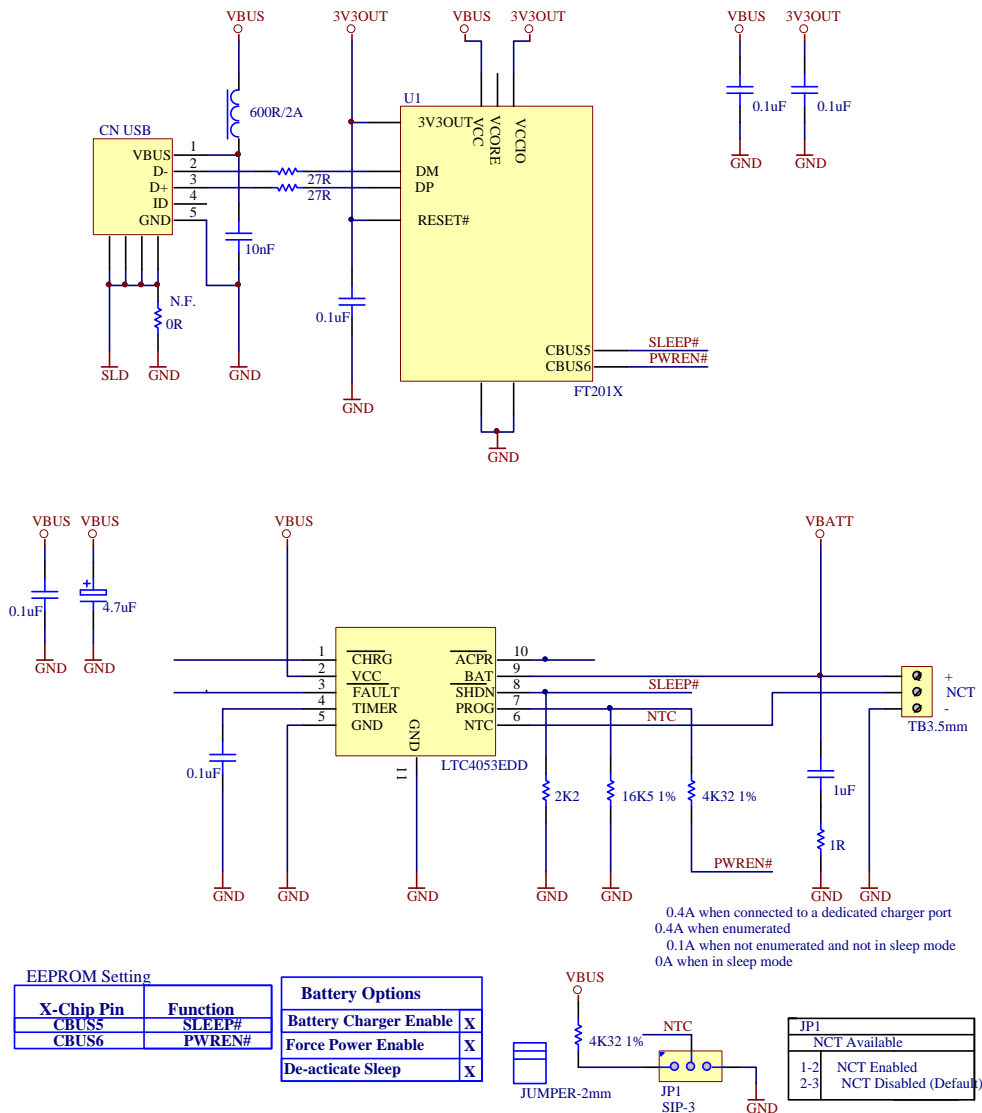 VBUS 3V3OUT VBUS 3V3OUT VBUS 3V3OUT
600R/2A
U1
0.1uF 0.1uF
GND GND
CN USB
VBUS 1
D- 2
D+ 3
ID 4
GND 5
27R
27R
10nF
N.F.
0R
SLD GND GND
0.1uF
GND
3V3OUT
VCC
VCORE
VCCIO
DM
DP
RESET#
CBUS5 SLEEP#
CBUS6 PWREN#
FT201X
GND
VBUS VBUS VBUS VBATT
+
0.1uF 4.7uF
GND GND
1 CHRG ACPR 10
2 VCC BAT 9
3 FAULT SHDN 8 SLEEP#
4 TIMER PROG 7
5 GND NTC 6 NTC
GND
11
LTC4053EDD
+
NCT
-
TB3.5mm
0.1uF
2K2 16K5 1% 4K32 1%
1uF
1R
PWREN#
GND GND GND GND GND GND GND
0.4A when connected to a dedicated charger port
0.4A when enumerated
0.1A when not enumerated and not in sleep mode
0A when in sleep mode
EEPROM Setting
X-Chip Pin Function
CBUS5 SLEEP#
CBUS6 PWREN#
Battery Options
Battery Charger Enable X
Force Power Enable X
De-acticate Sleep X
JUMPER-2mm
VBUS
4K32 1%
NTC
JP1
SIP-3
GND
JP1
NCT Available
1-2 NCT Enabled
2-3 NCT Disabled (Default)